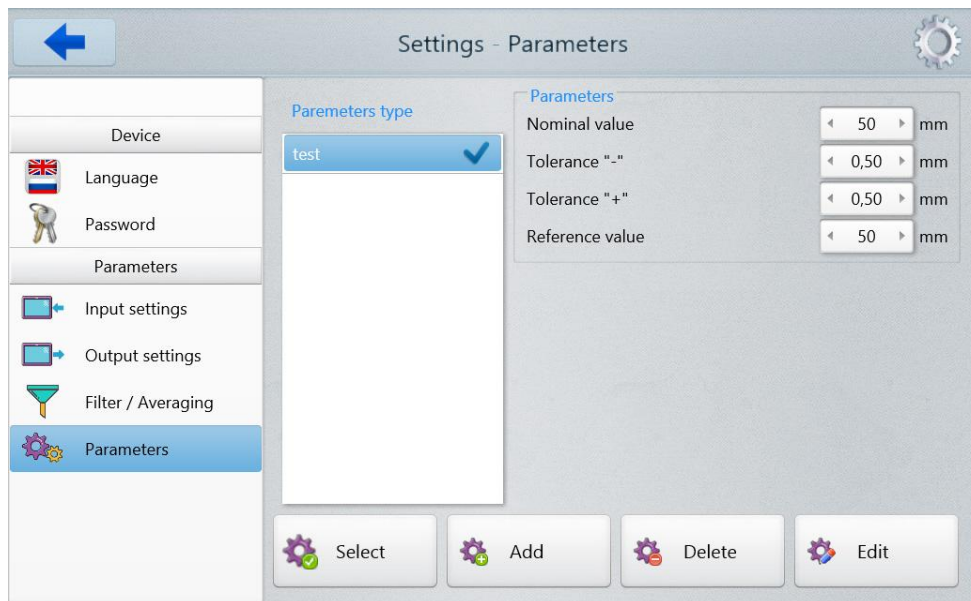 Settings - Parameters
Device
Language
Password
Parameters
Input settings
Output settings
Filter / Averaging
Parameters
Paremeters type
test
Parameters
Nominal value 50 mm
Tolerance "-" 0,50 mm
Tolerance "+" 0,50 mm
Reference value 50 mm
Select
Add
Delete
Edit